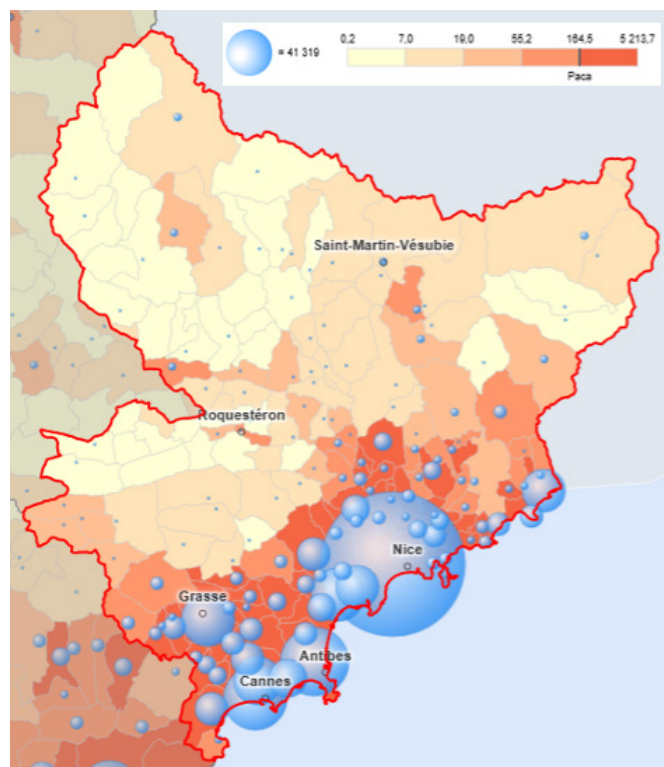 = 41 319
0,2 7,0 19,0 55,2 164,5 5 213,7
Paca
Saint-Martin-Vésubie
Roquestéron
Nice
Grasse
Antibes
Cannes